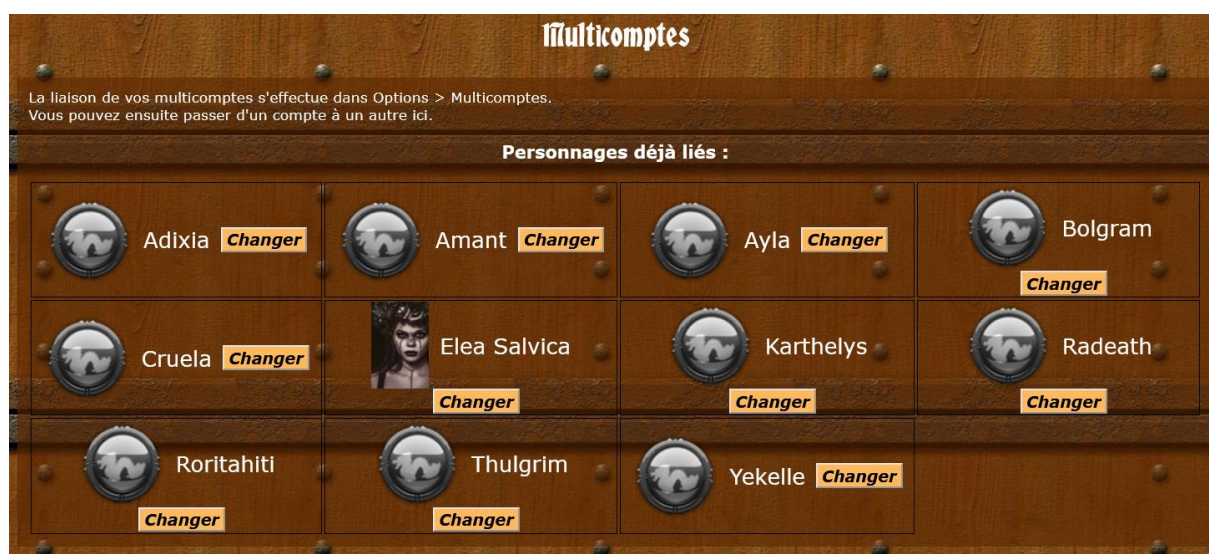 Multicomptes
La liaison de vos multicomptes s'effectue dans Options > Multicomptes.
Vous pouvez ensuite passer d'un compte à un autre ici.
Personnages déjà liés :
Adixia Changer
Amant Changer
Ayla Changer
Bolgram
Changer
Cruela Changer
Elea Salvica
Changer
Karthelys
Changer
Radeath
Changer
Roritahiti
Changer
Thulgrim
Changer
Yekelle Changer